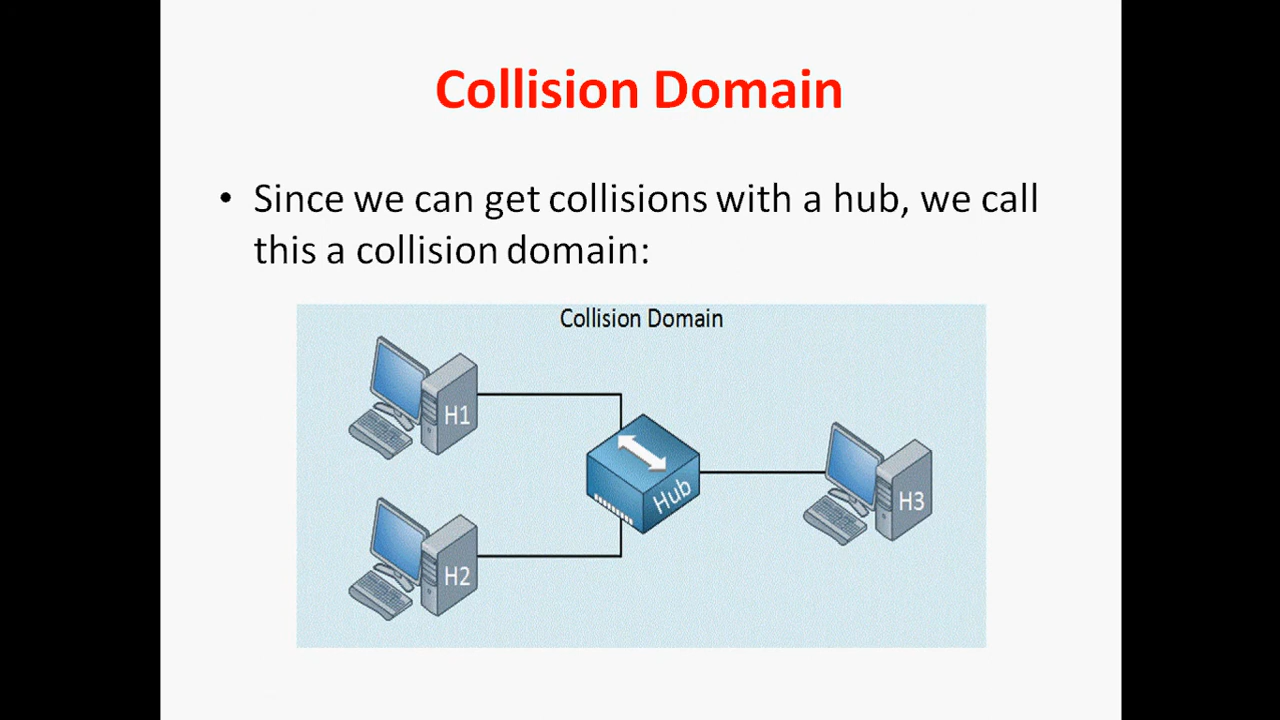 Collision Domain
• Since we can get collisions with a hub, we call
this a collision domain:
Collision Domain
H1
Hub
H3
H2